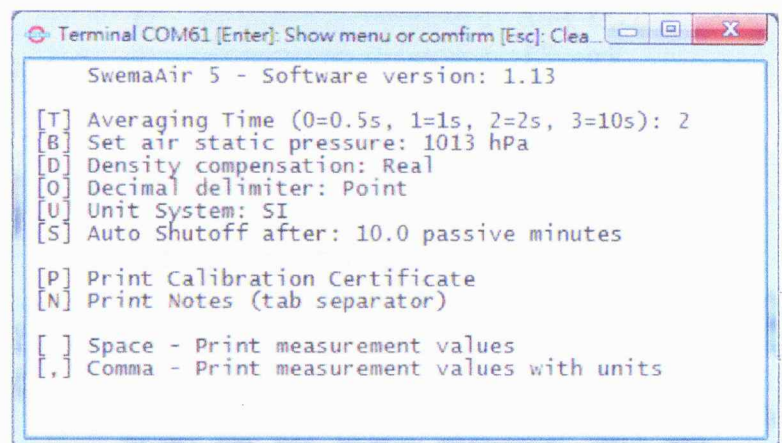 Terminal COM61 [Enter]: Show menu or comfirm [Esc]: Clea...
SwemaAir 5 - Software version: 1.13
[T] Averaging Time (0=0.5s, 1=1s, 2=2s, 3=10s): 2
[B] Set air static pressure: 1013 hPa
[D] Density compensation: Real
[O] Decimal delimiter: Point
[U] Unit System: SI
[S] Auto Shutoff after: 10.0 passive minutes
[P] Print Calibration Certificate
[N] Print Notes (tab separator)
[ ] Space - Print measurement values
[,] Comma - Print measurement values with units